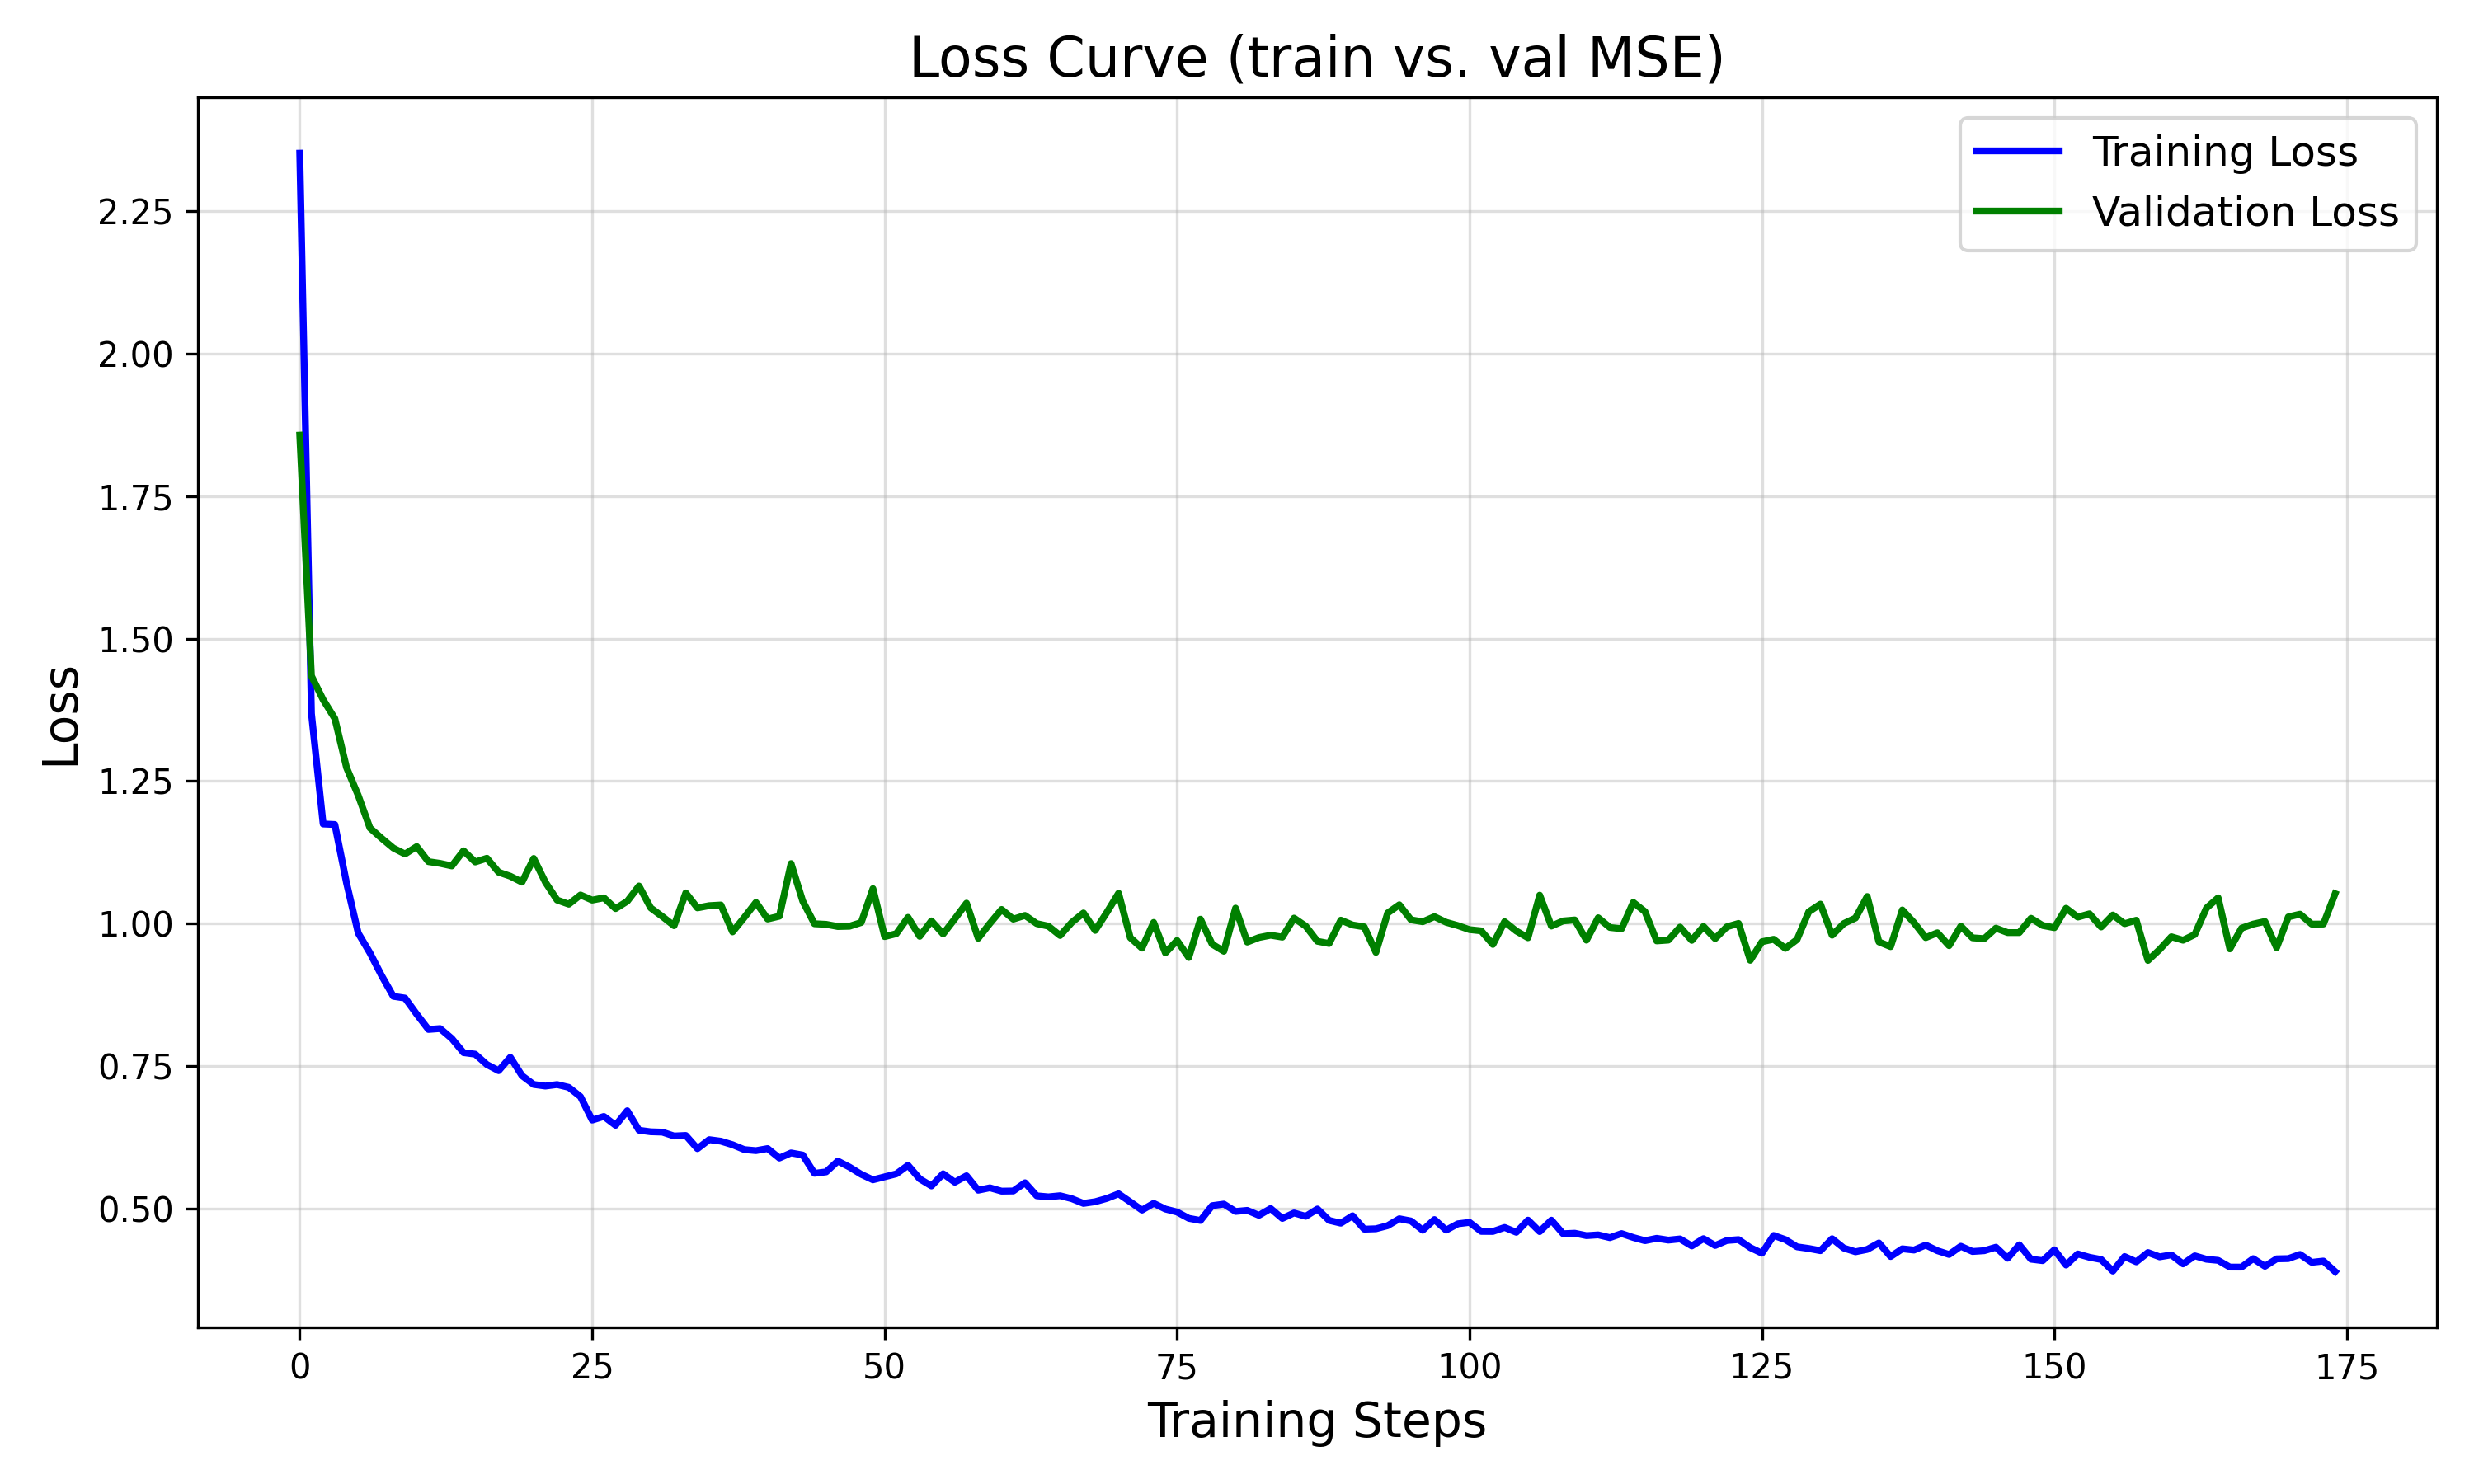 Loss Curve (train vs. val MSE)
Training Loss
Validation Loss
2.25
2.00
1.75
1.50
1.25
1.00
0.75
0.50
Loss
0 25 50 75 100 125 150 175
Training Steps